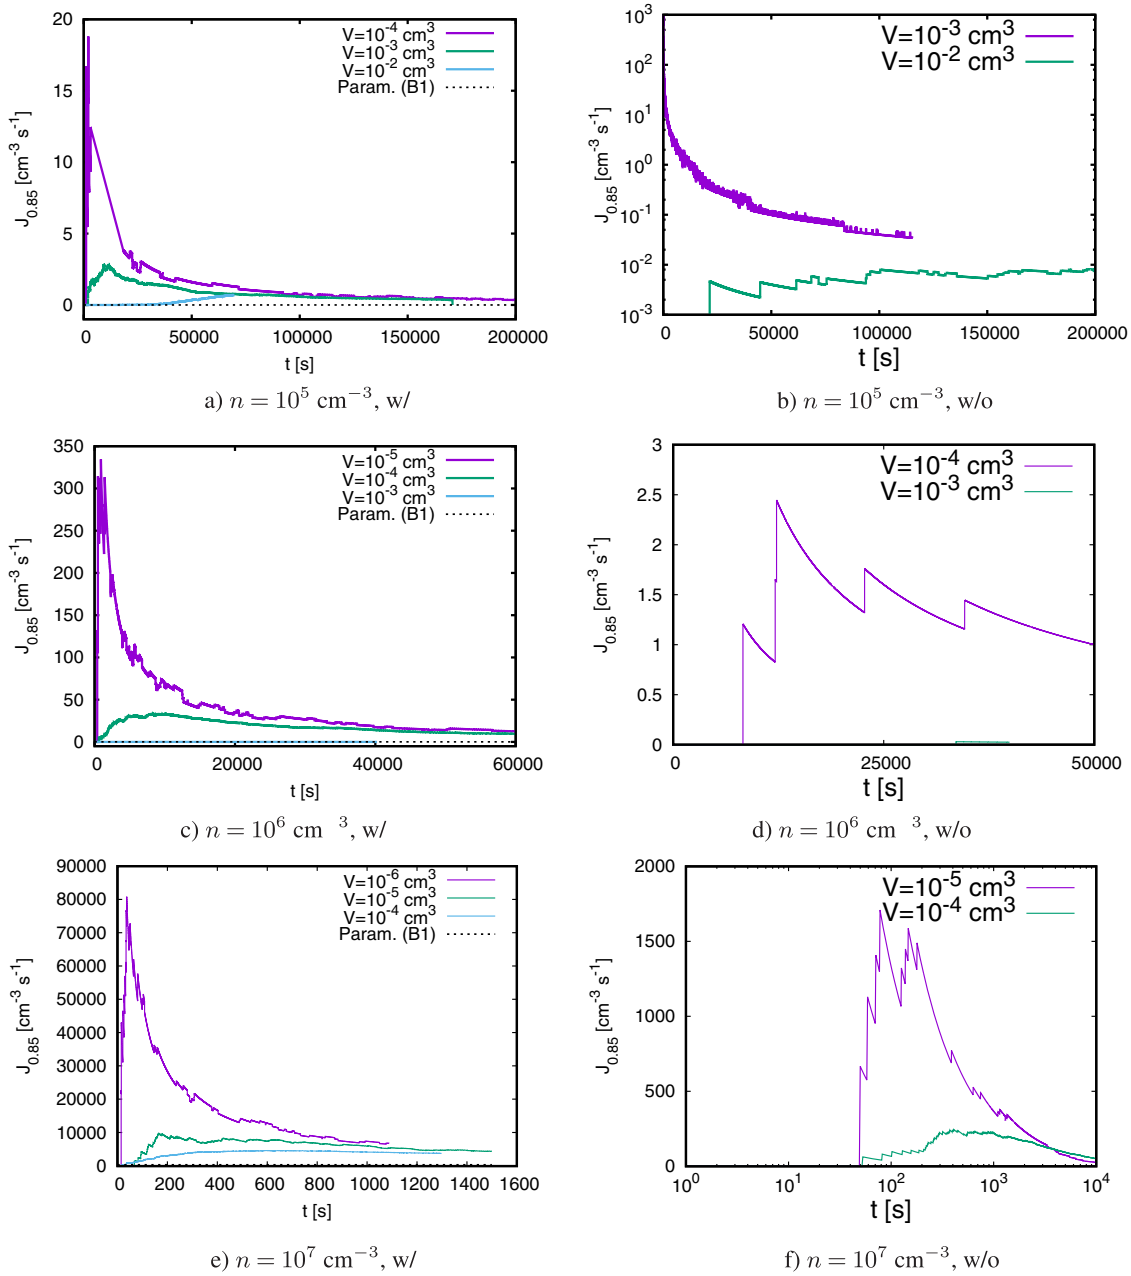 20
15
10
5
0
J0.85 [cm-3 s-1]
V=10-4 cm3
V=10-3 cm3
V=10-2 cm3
Param. (B1)
0 50000 100000 150000 200000
t [s]
a) n = 10^5 cm−3, w/
10^3
10^2
10^1
10^0
10^-1
10^-2
10^-3
J0.85 [cm-3 s-1]
V=10-3 cm3
V=10-2 cm3
0 50000 100000 150000 200000
t [s]
b) n = 10^5 cm−3, w/o
350
300
250
200
150
100
50
0
J0.85 [cm-3 s-1]
V=10-5 cm3
V=10-4 cm3
V=10-3 cm3
Param. (B1)
0 20000 40000 60000
t [s]
c) n = 10^6 cm 3, w/
3
2.5
2
1.5
1
0.5
0
J0.85 [cm-3 s-1]
V=10-4 cm3
V=10-3 cm3
0 25000 50000
t [s]
d) n = 10^6 cm 3, w/o
90000
80000
70000
60000
50000
40000
30000
20000
10000
0
J0.85 [cm-3 s-1]
V=10-6 cm3
V=10-5 cm3
V=10-4 cm3
Param. (B1)
0 200 400 600 800 1000 1200 1400 1600
t [s]
e) n = 10^7 cm−3, w/
2000
1500
1000
500
0
J0.85 [cm-3 s-1]
V=10-5 cm3
V=10-4 cm3
10^0 10^1 10^2 10^3 10^4
t [s]
f) n = 10^7 cm−3, w/o